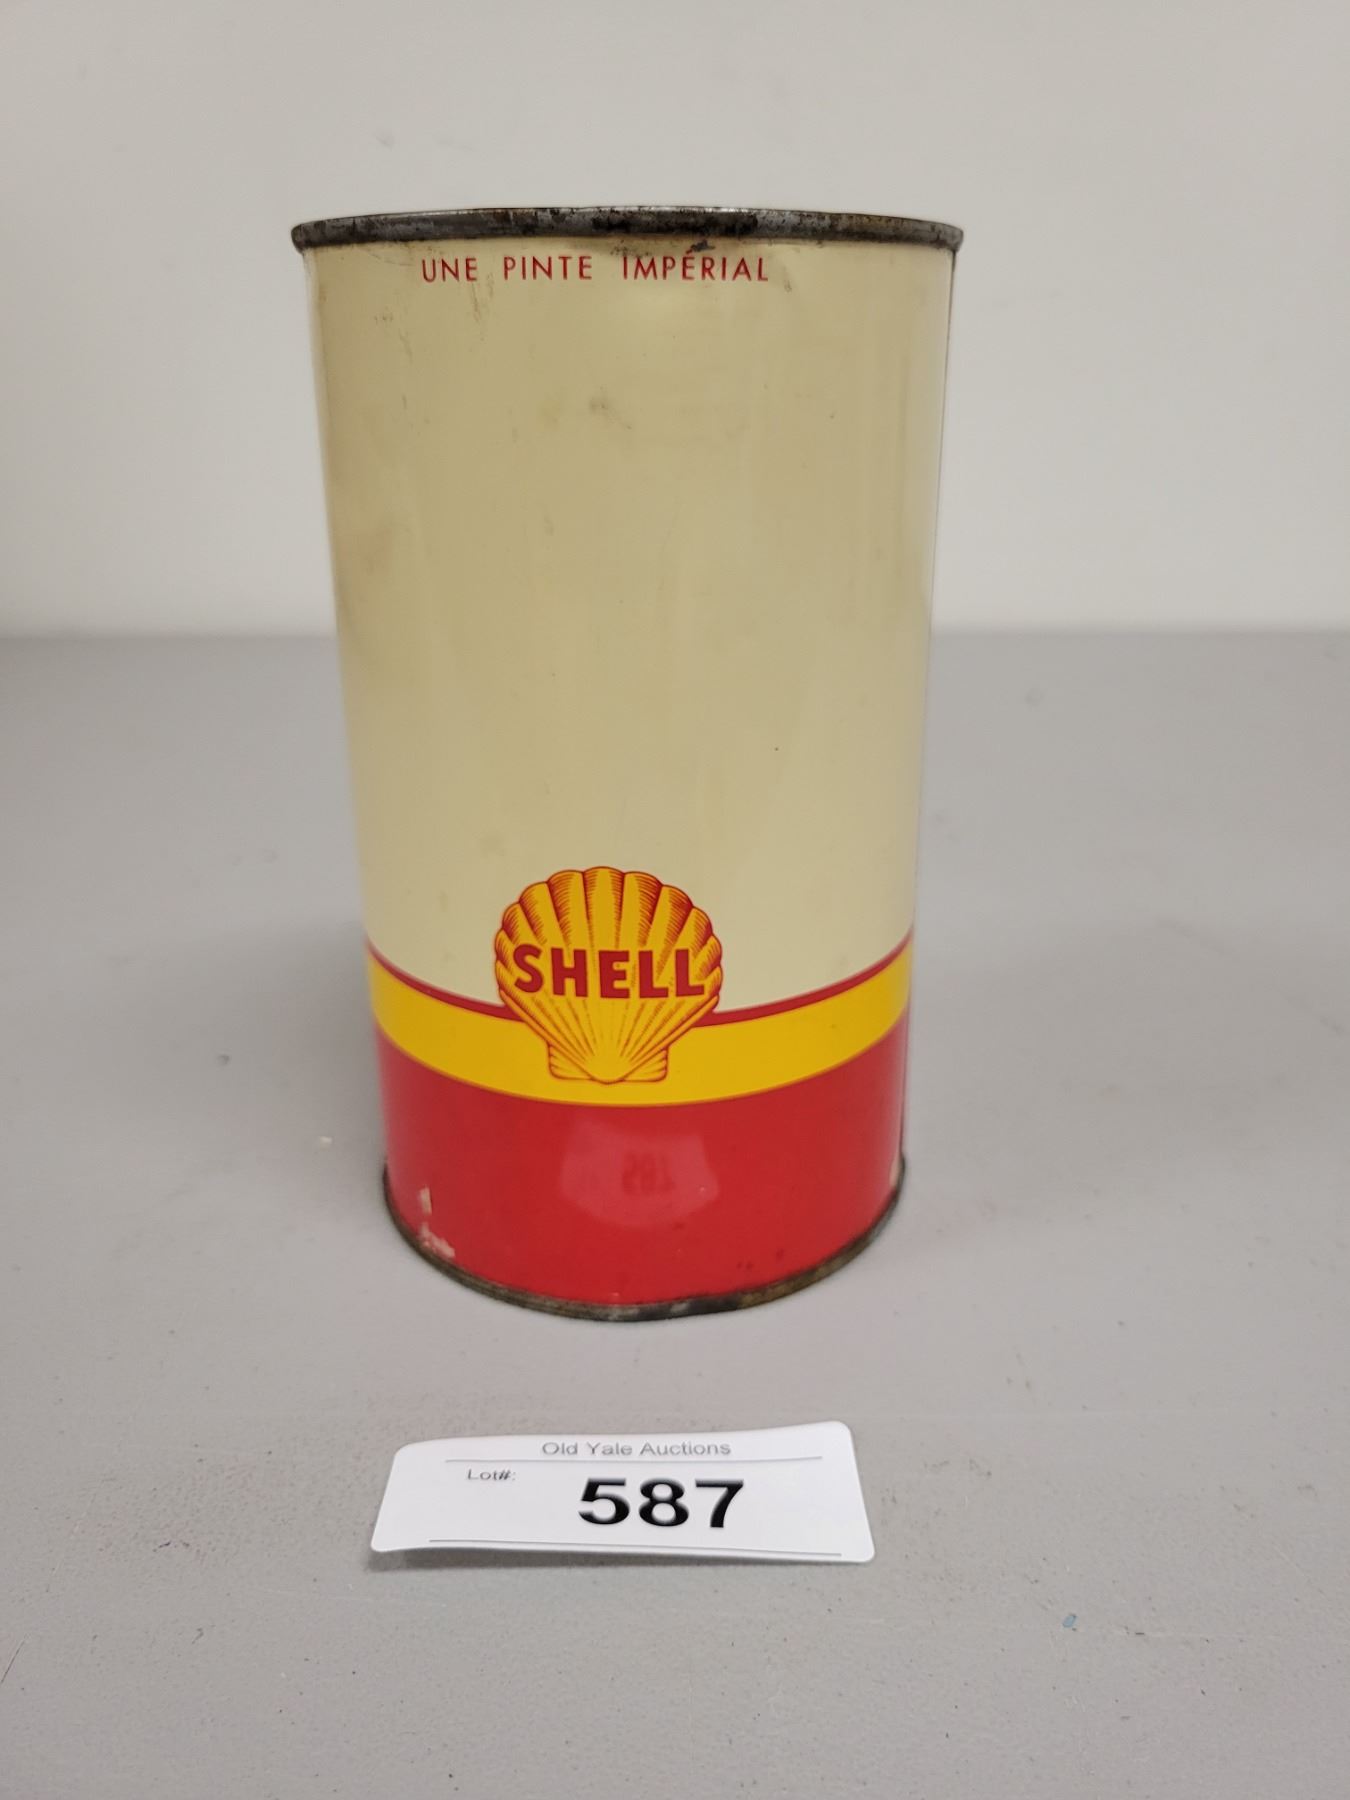 UNE PINTE IMPÉRIAL
SHELL
Old Yale Auctions
Lot#:
587